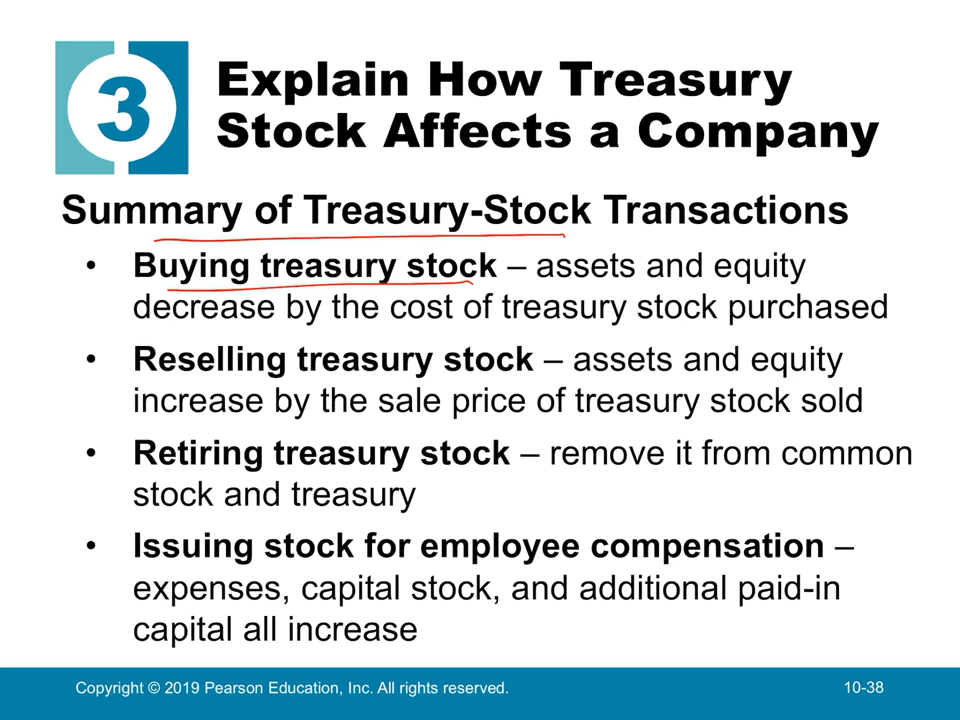 3
Explain How Treasury
Stock Affects a Company
Summary of Treasury-Stock Transactions
• Buying treasury stock – assets and equity
decrease by the cost of treasury stock purchased
• Reselling treasury stock – assets and equity
increase by the sale price of treasury stock sold
• Retiring treasury stock – remove it from common
stock and treasury
• Issuing stock for employee compensation –
expenses, capital stock, and additional paid-in
capital all increase
Copyright © 2019 Pearson Education, Inc. All rights reserved.
10-38